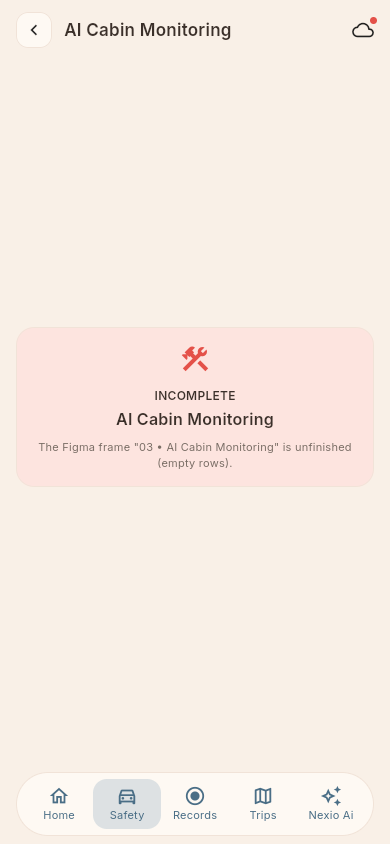 AI Cabin Monitoring
INCOMPLETE
AI Cabin Monitoring
The Figma frame "03 • AI Cabin Monitoring" is unfinished
(empty rows).
Home
Safety
Records
Trips
Nexio Ai